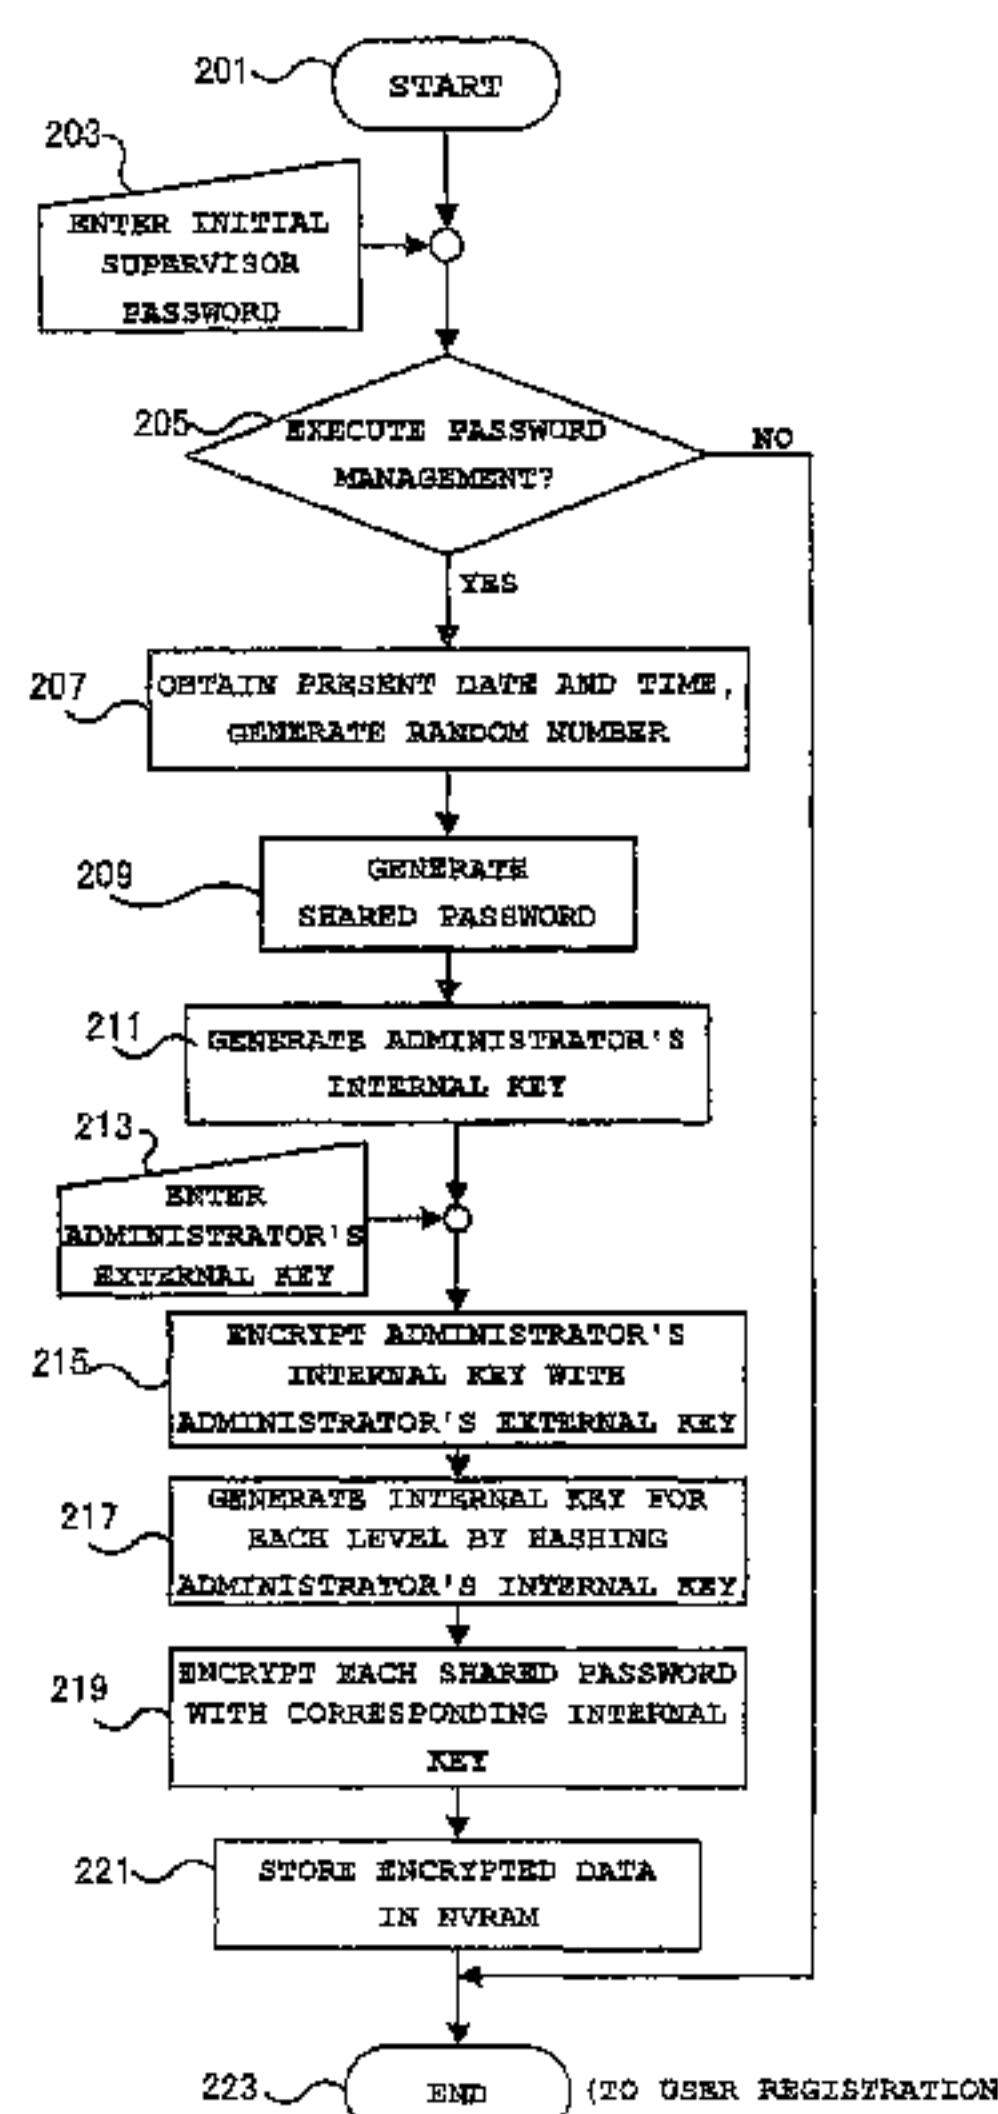 201
START
203
ENTER INITIAL
SUPERVISOR
PASSWORD
205
EXECUTE PASSWORD
MANAGEMENT?
NO
YES
207
OBTAIN PRESENT DATE AND TIME,
GENERATE RANDOM NUMBER
209
GENERATE
SHARED PASSWORD
211
GENERATE ADMINISTRATOR'S
INTERNAL KEY
213
ENTER
ADMINISTRATOR'S
EXTERNAL KEY
215
ENCRYPT ADMINISTRATOR'S
INTERNAL KEY WITH
ADMINISTRATOR'S EXTERNAL KEY
217
GENERATE INTERNAL KEY FOR
EACH LEVEL BY HASHING
ADMINISTRATOR'S INTERNAL KEY
219
ENCRYPT EACH SHARED PASSWORD
WITH CORRESPONDING INTERNAL
KEY
221
STORE ENCRYPTED DATA
IN NVRAM
223
END
(TO USER REGISTRATION